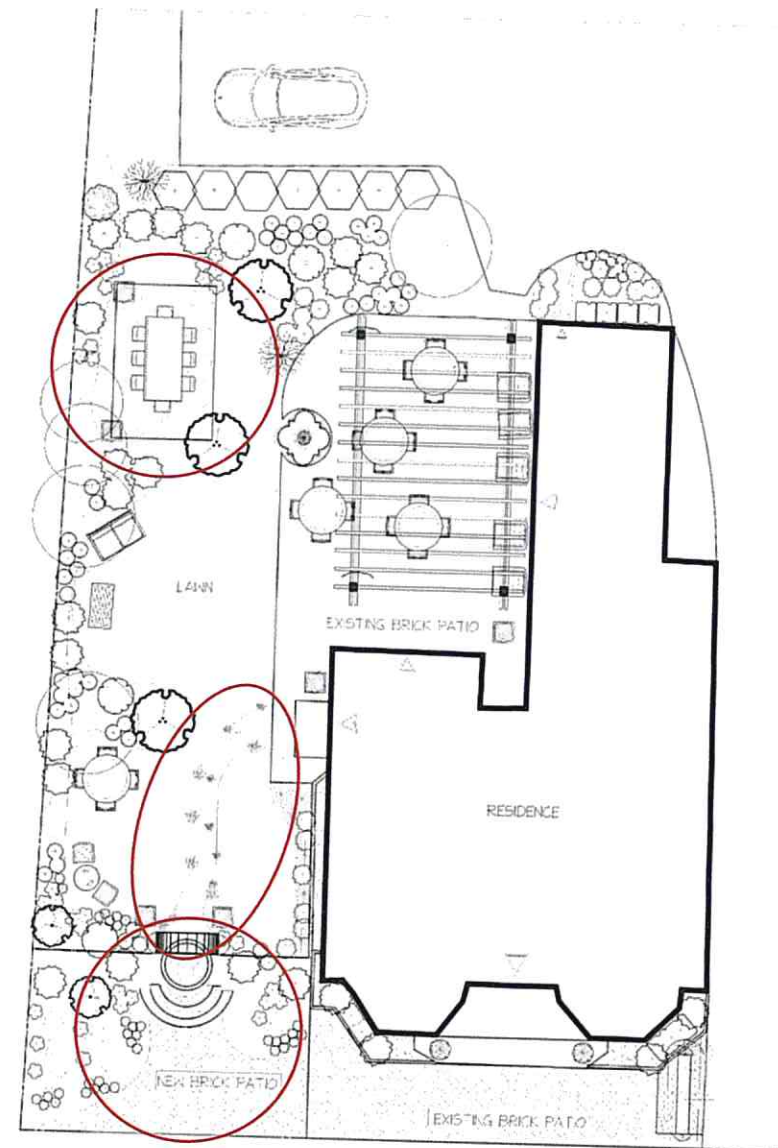 LAWN
EXISTING BRICK PATIO
RESIDENCE
NEW BRICK PATIO
EXISTING BRICK PATIO